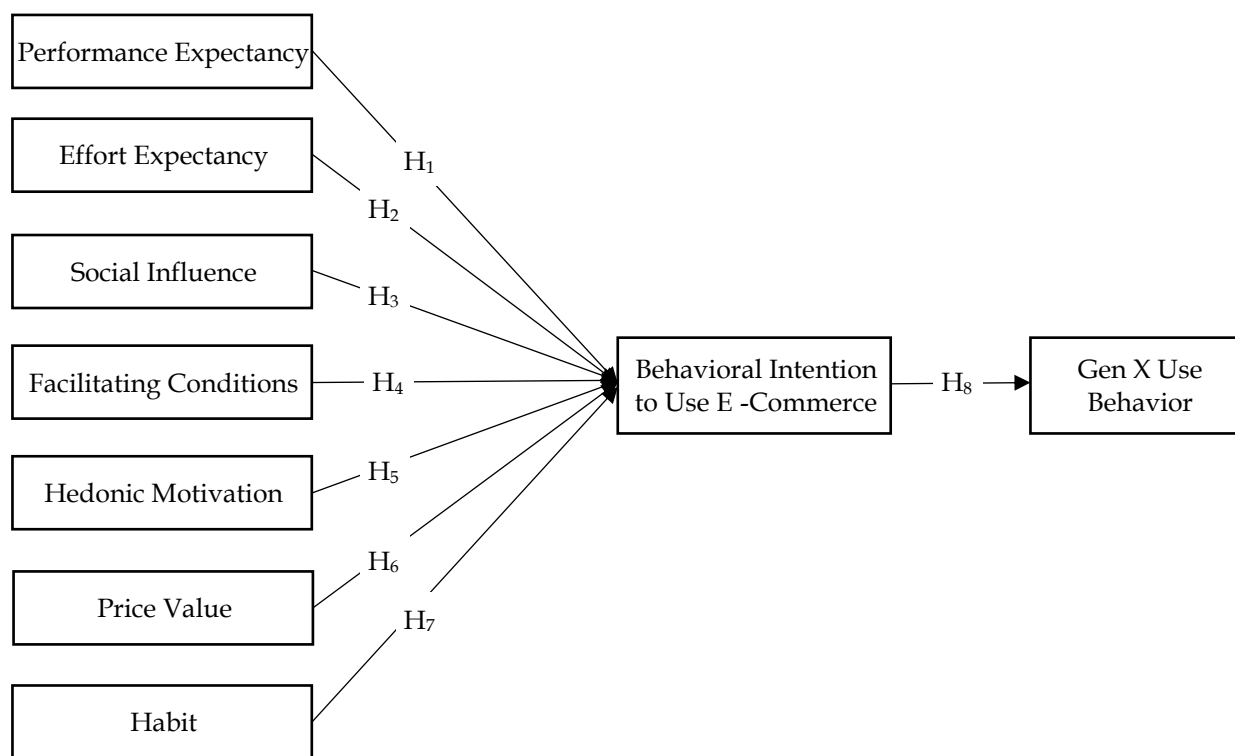 Performance Expectancy
H₁
Effort Expectancy
H₂
Social Influence
H₃
Facilitating Conditions
H₄
Hedonic Motivation
H₅
Price Value
H₆
Habit
H₇
Behavioral Intention
to Use E -Commerce
H₈
Gen X Use
Behavior